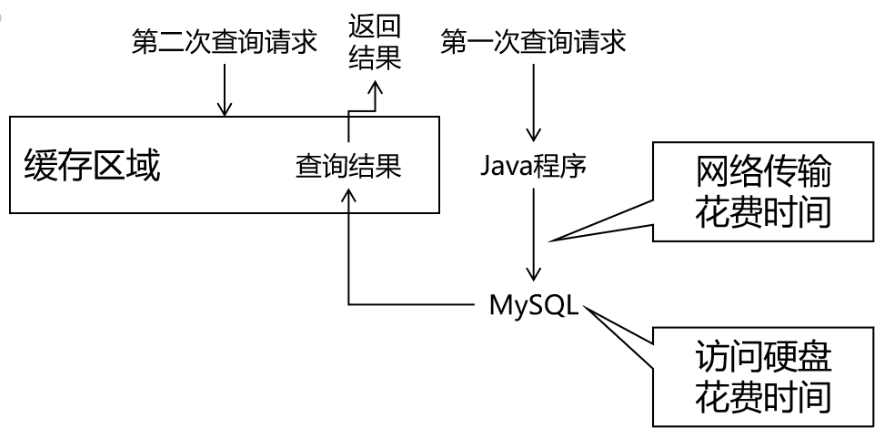 第二次查询请求
返回
结果
第一次查询请求
缓存区域
查询结果
Java程序
网络传输
花费时间
MySQL
访问硬盘
花费时间